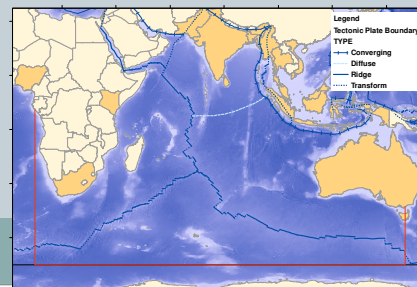 Legend
Tectonic Plate Boundary
TYPE
Converging
Diffuse
Ridge
Transform